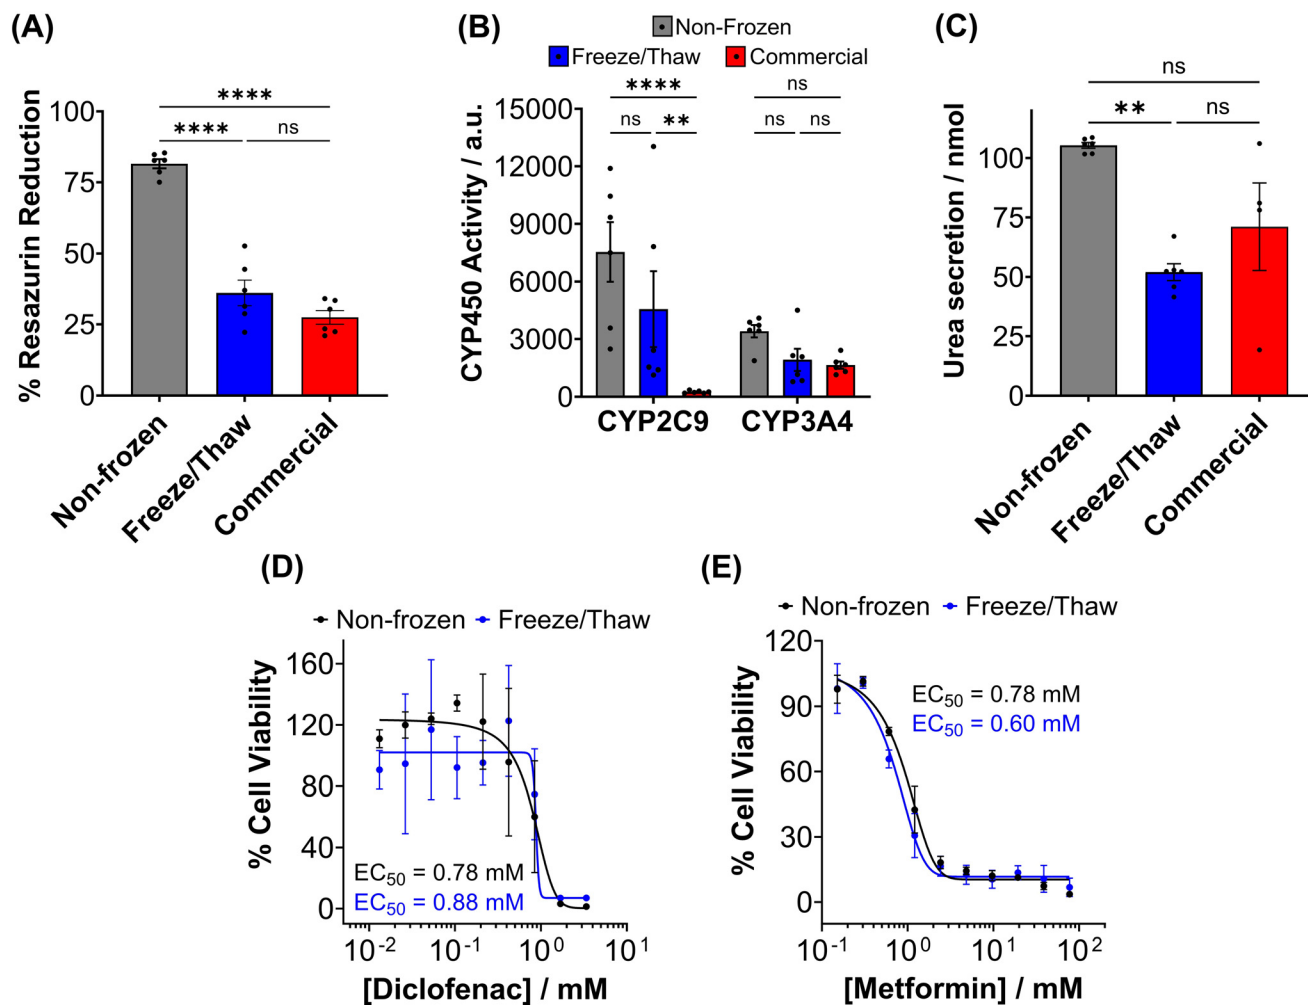 (A)
% Resazurin Reduction
100
75
50
25
0
****
****
ns
Non-frozen
Freeze/Thaw
Commercial
(B)
Non-Frozen
Freeze/Thaw
Commercial
CYP450 Activity / a.u.
15000
12000
9000
6000
3000
0
****
ns
**
ns
ns
ns
CYP2C9
CYP3A4
(C)
Urea secretion / nmol
100
75
50
25
0
ns
**
ns
Non-frozen
Freeze/Thaw
Commercial
(D)
Non-frozen
Freeze/Thaw
% Cell Viability
160
120
80
40
0
EC50 = 0.78 mM
EC50 = 0.88 mM
10-2
10-1
100
101
[Diclofenac] / mM
(E)
Non-frozen
Freeze/Thaw
% Cell Viability
120
90
60
30
0
EC50 = 0.78 mM
EC50 = 0.60 mM
10-1
100
101
102
[Metformin] / mM